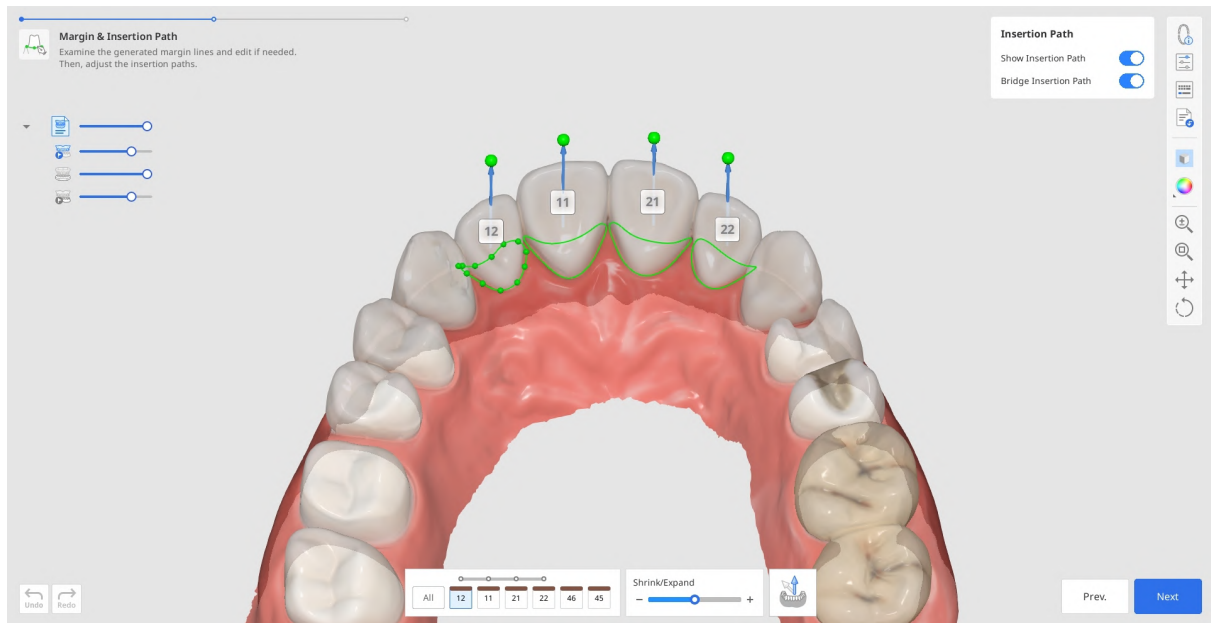 Margin & Insertion Path
Examine the generated margin lines and edit if needed.
Then, adjust the insertion paths.
Insertion Path
Show Insertion Path
Bridge Insertion Path
11
21
12
22
Undo
Redo
All
12
11
21
22
46
45
Shrink/Expand
Prev.
Next